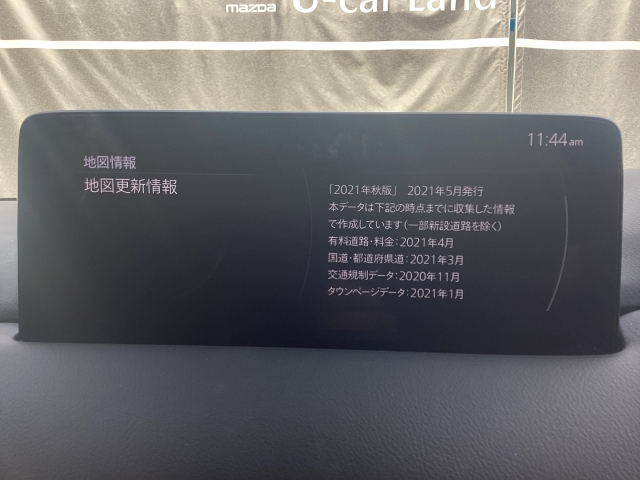 mazda U-car Land
11:44 am
地図情報
地図更新情報
「2021年秋版」 2021年5月発行
本データは下記の時点までに収集した情報
で作成しています(一部新設道路を除く)
有料道路・料金:2021年4月
国道・都道府県道:2021年3月
交通規制データ:2020年11月
タウンページデータ:2021年1月